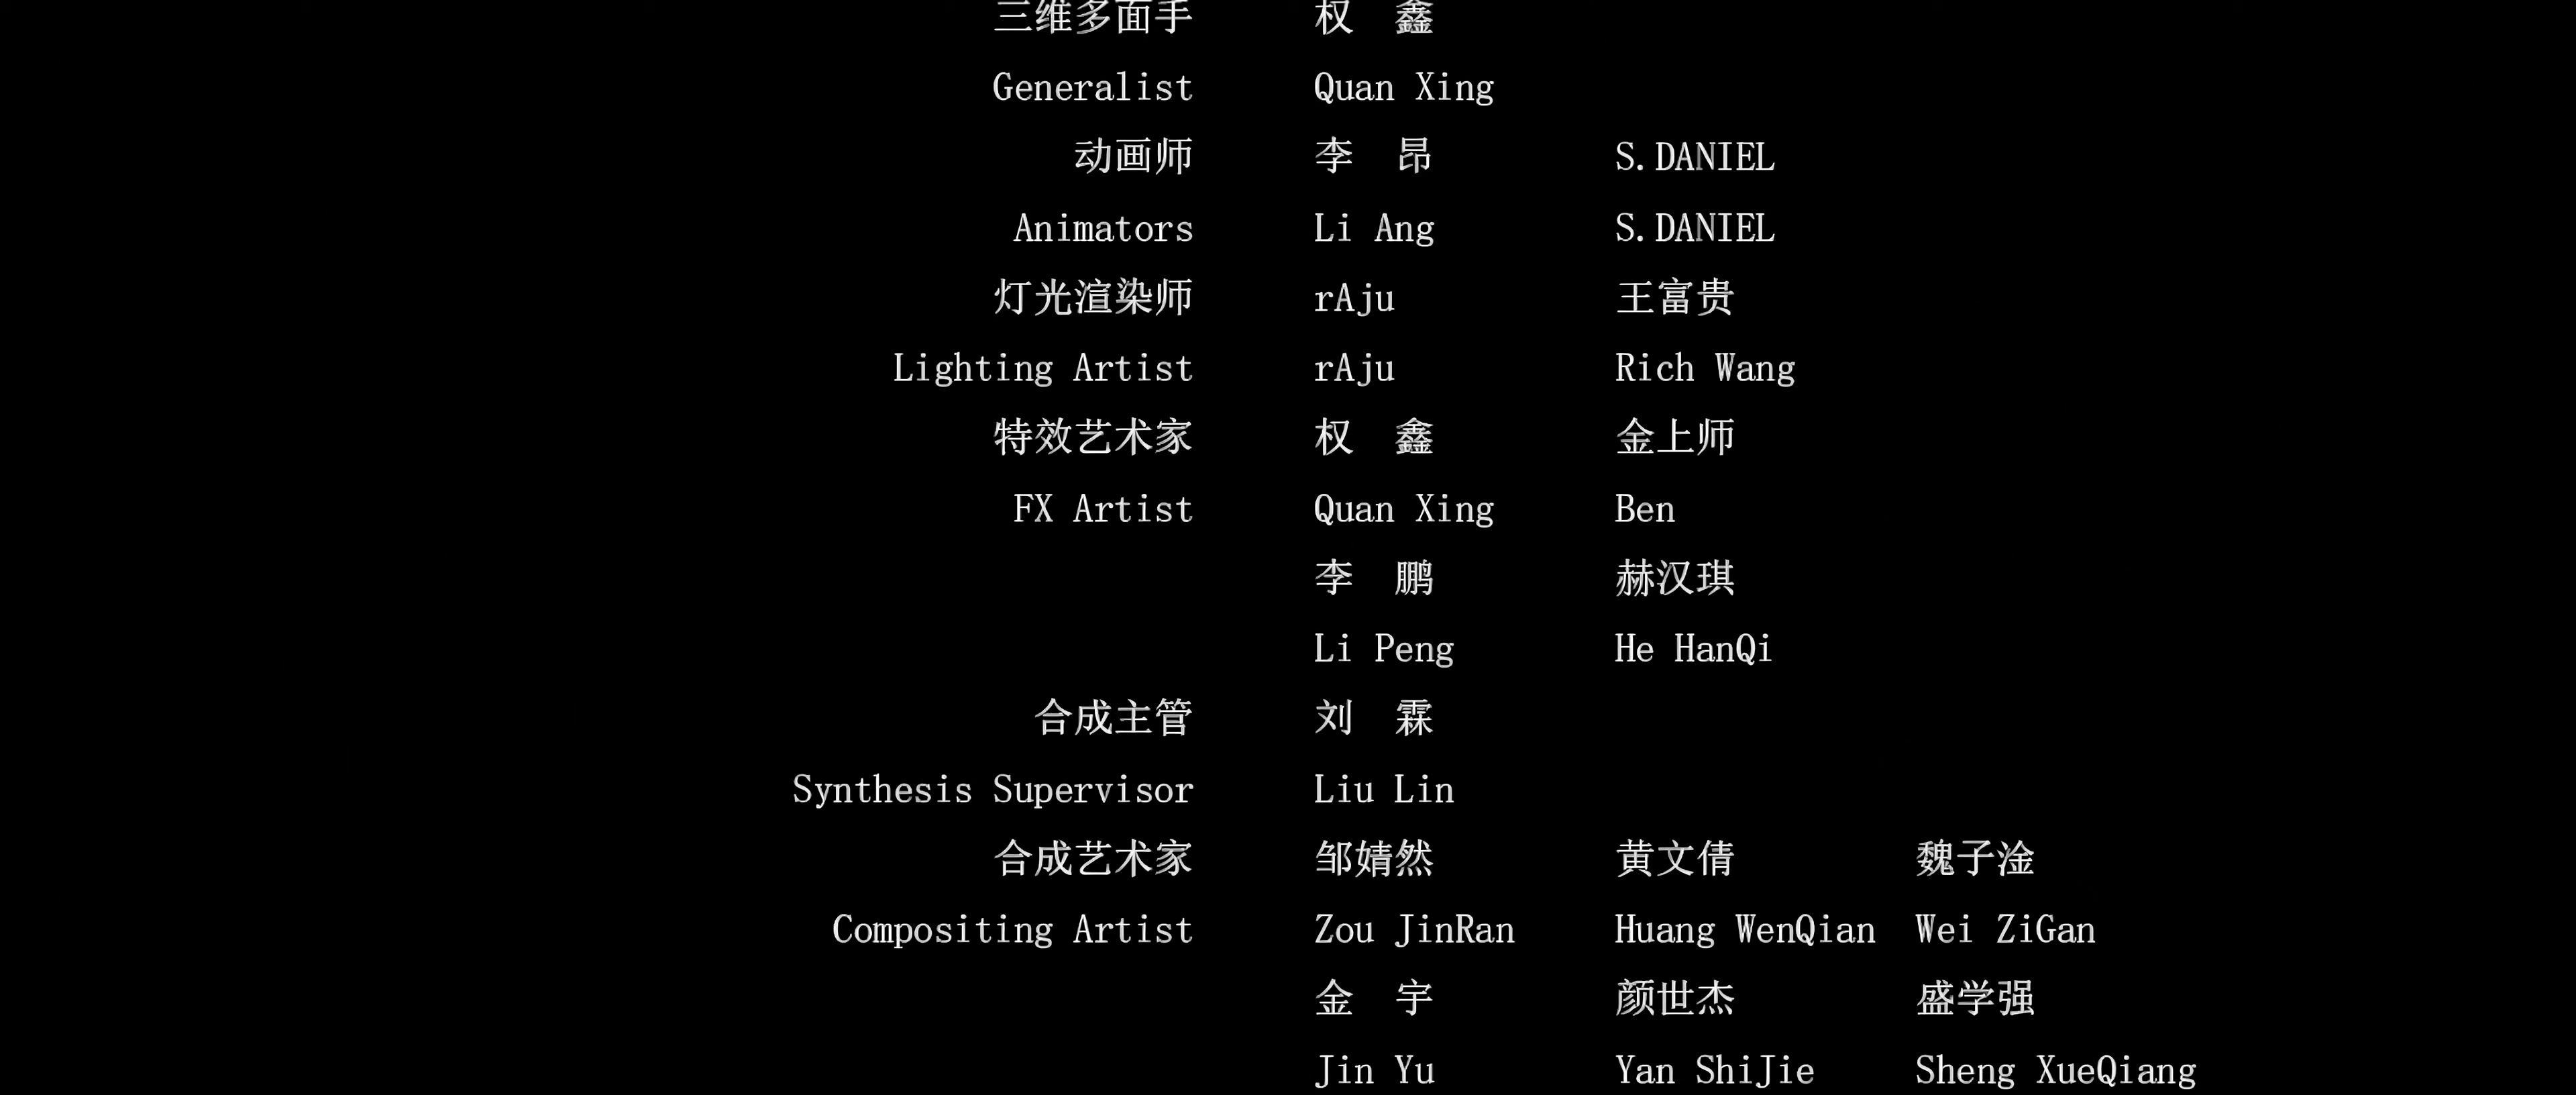 三维多面手 权 鑫
Generalist Quan Xing
动画师 李 昂 S.DANIEL
Animators Li Ang S.DANIEL
灯光渲染师 rAju 王富贵
Lighting Artist rAju Rich Wang
特效艺术家 权 鑫 金上师
FX Artist Quan Xing Ben
李 鹏 赫汉琪
Li Peng He HanQi
合成主管 刘 霖
Synthesis Supervisor Liu Lin
合成艺术家 邹婧然 黄文倩 魏子淦
Compositing Artist Zou JinRan Huang WenQian Wei ZiGan
金 宇 颜世杰 盛学强
Jin Yu Yan ShiJie Sheng XueQiang